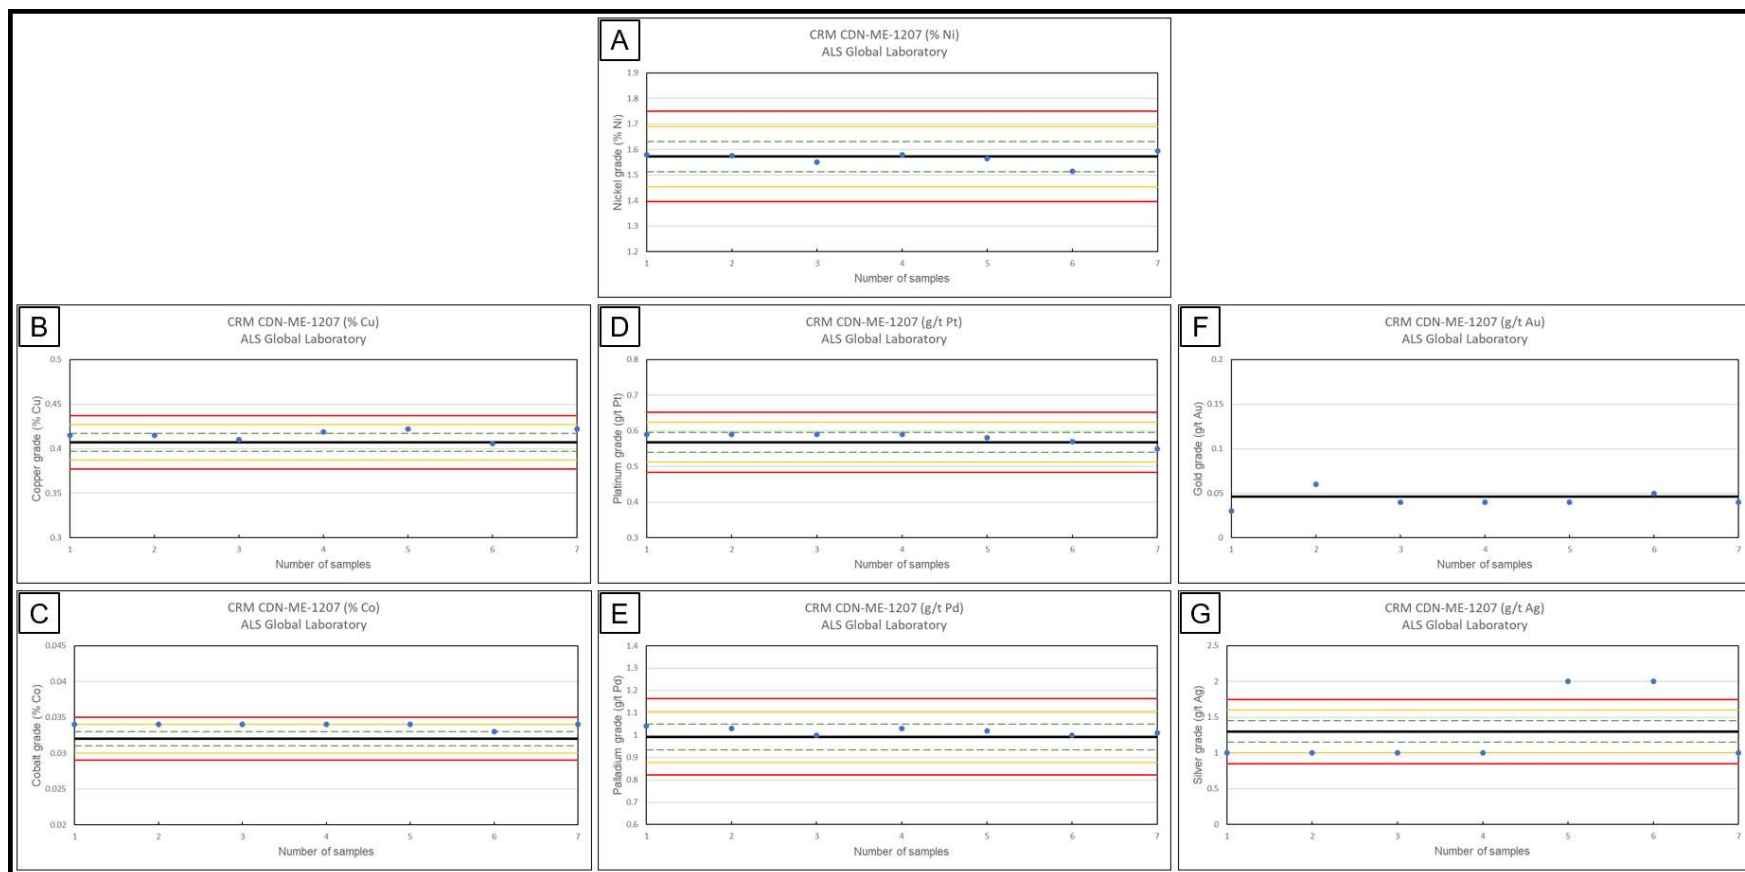 A
CRM CDN-ME-1207 (% Ni)
ALS Global Laboratory
Nickel grade (% Ni)
1.9
1.8
1.7
1.6
1.5
1.4
1.3
1.2
1 2 3 4 5 6 7
Number of samples
B
CRM CDN-ME-1207 (% Cu)
ALS Global Laboratory
Copper grade (% Cu)
0.5
0.45
0.4
0.35
0.3
1 2 3 4 5 6 7
Number of samples
D
CRM CDN-ME-1207 (g/t Pt)
ALS Global Laboratory
Platinum grade (g/t Pt)
0.8
0.7
0.6
0.5
0.4
0.3
1 2 3 4 5 6 7
Number of samples
F
CRM CDN-ME-1207 (g/t Au)
ALS Global Laboratory
Gold grade (g/t Au)
0.2
0.15
0.1
0.05
0
1 2 3 4 5 6 7
Number of samples
C
CRM CDN-ME-1207 (% Co)
ALS Global Laboratory
Cobalt grade (% Co)
0.045
0.04
0.035
0.03
0.025
0.02
1 2 3 4 5 6 7
Number of samples
E
CRM CDN-ME-1207 (g/t Pd)
ALS Global Laboratory
Palladium grade (g/t Pd)
1.4
1.3
1.2
1.1
1
0.9
0.8
0.7
0.6
1 2 3 4 5 6 7
Number of samples
G
CRM CDN-ME-1207 (g/t Ag)
ALS Global Laboratory
Silver grade (g/t Ag)
2.5
2
1.5
1
0.5
0
1 2 3 4 5 6 7
Number of samples